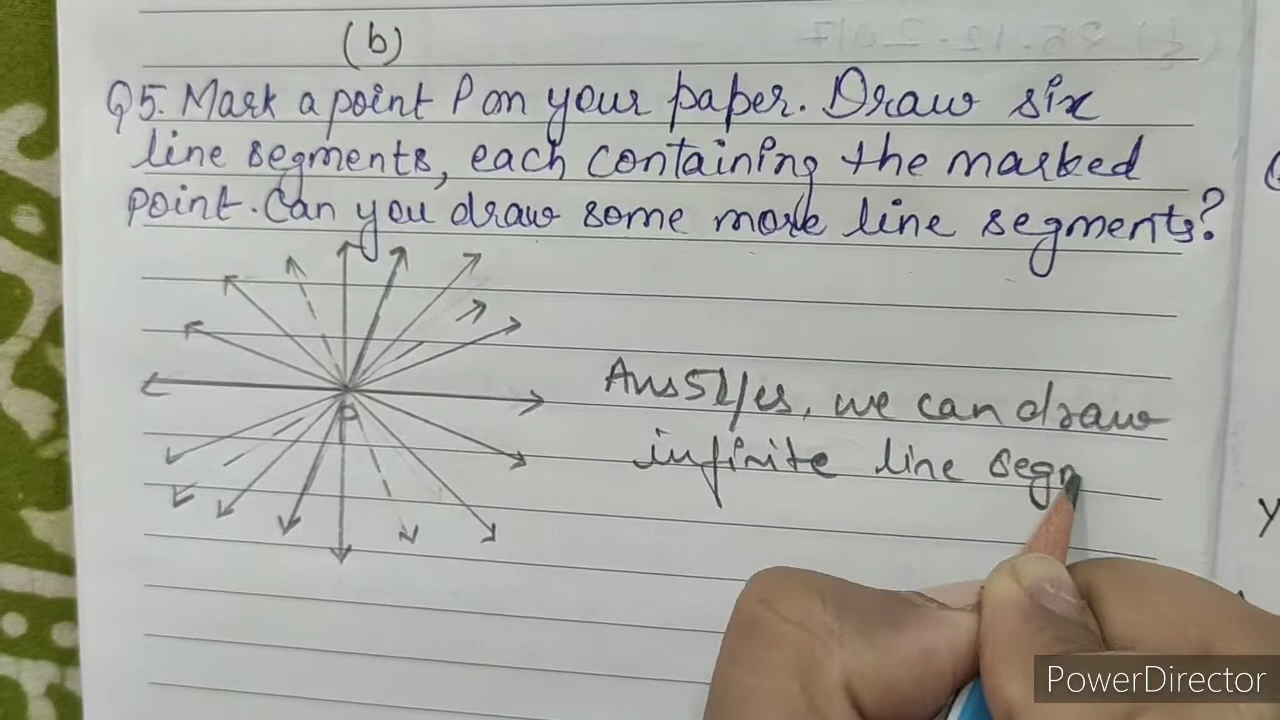 (b)
Q5. Mark a point P on your paper. Draw six
line segments, each containing the marked
point. Can you draw some more line segments?
P
Ans5 Yes, we can draw
infinite line segm
PowerDirector